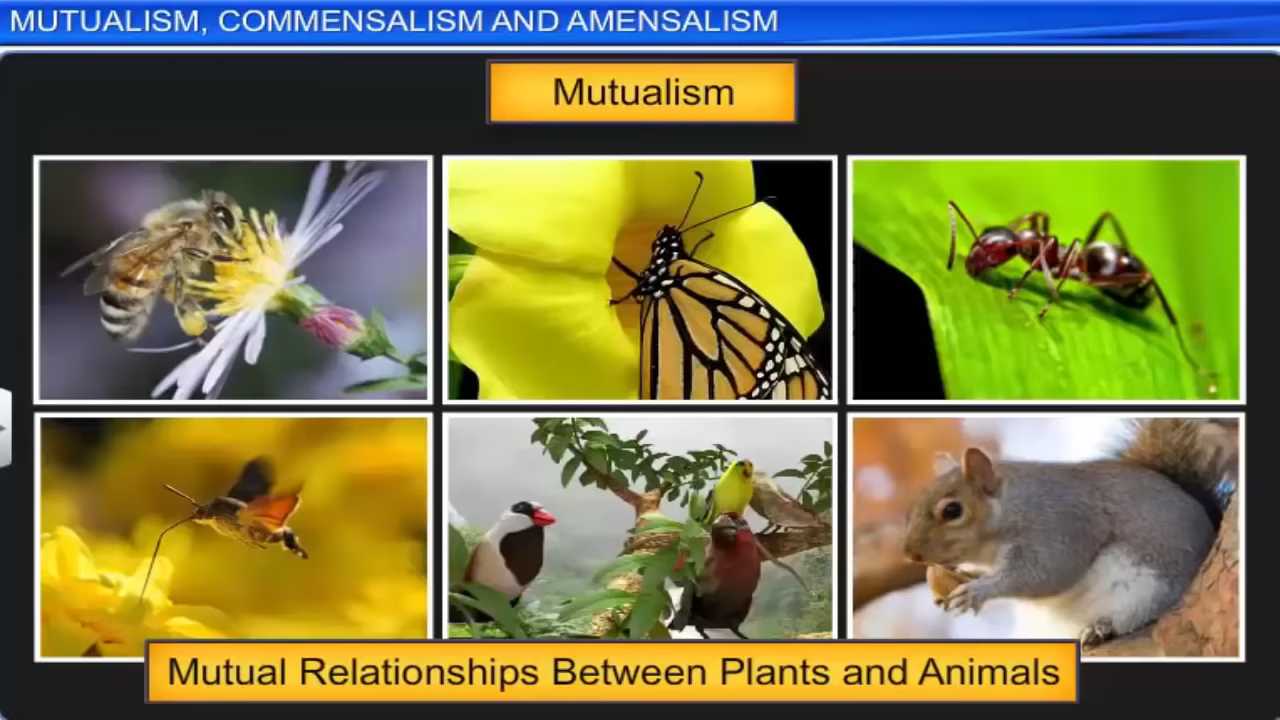 MUTUALISM, COMMENSALISM AND AMENSALISM
Mutualism
Mutual Relationships Between Plants and Animals